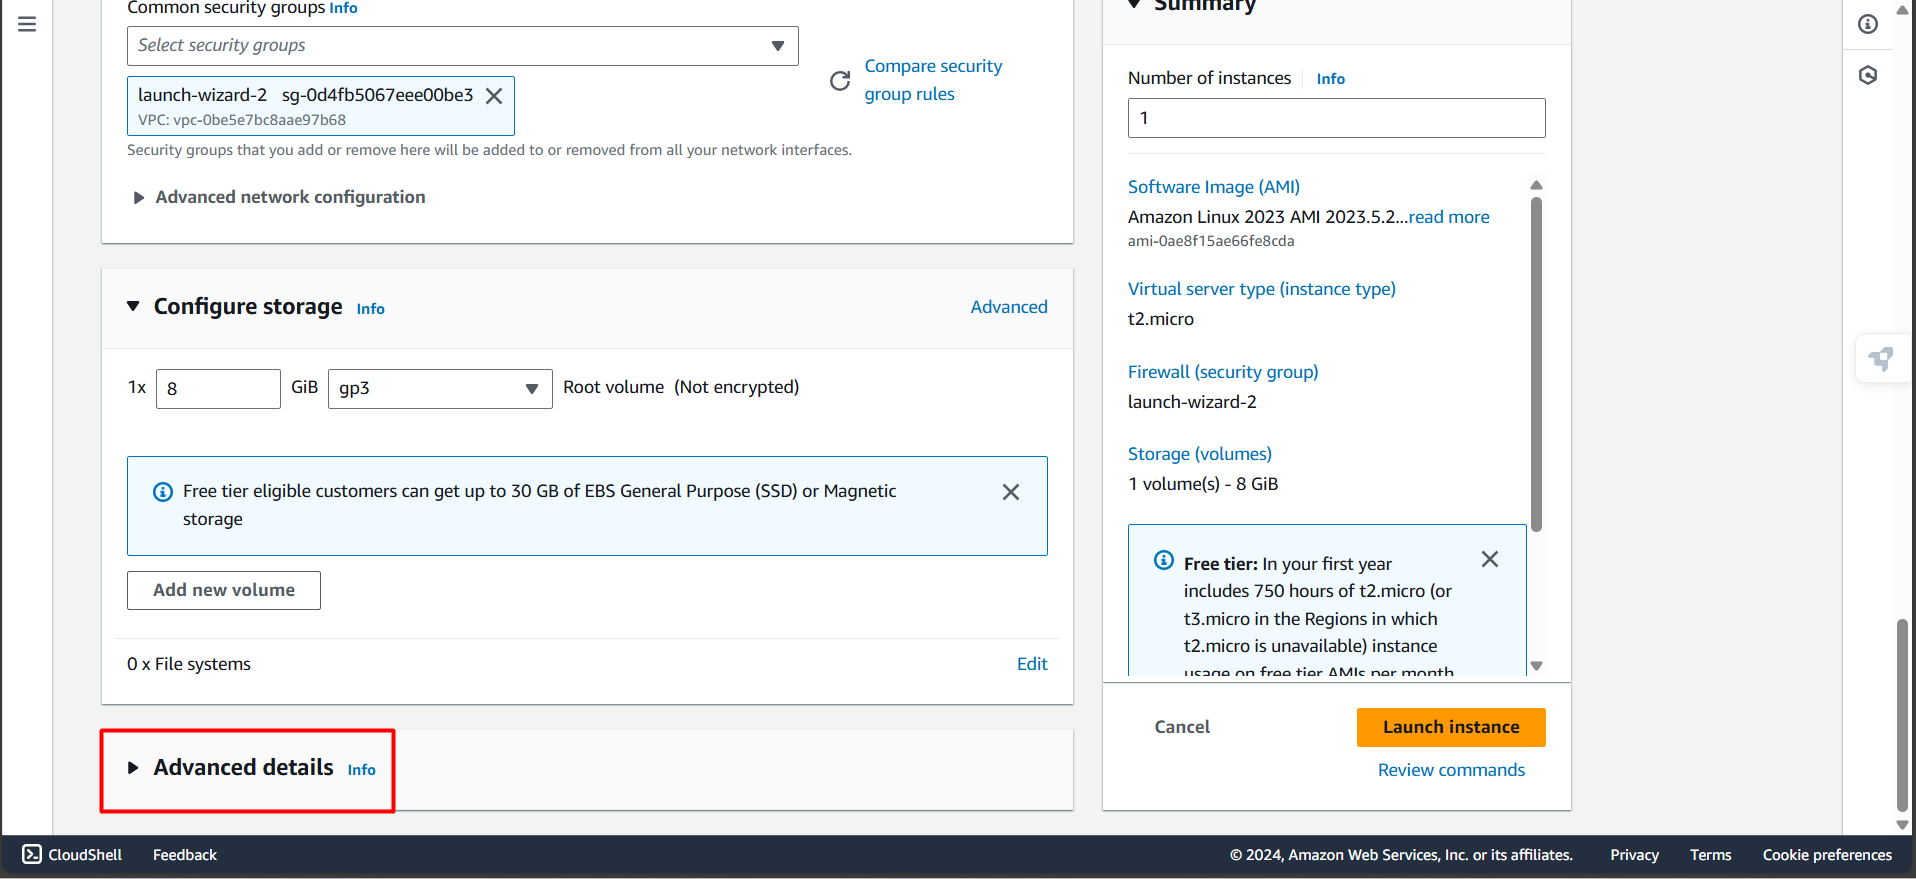 Common security groups Info
Select security groups
launch-wizard-2 sg-0d4fb5067eee00be3
VPC: vpc-0be5e7bc8aae97b68
Compare security
group rules
Security groups that you add or remove here will be added to or removed from all your network interfaces.
Advanced network configuration
Configure storage Info
Advanced
1x 8 GiB gp3 Root volume (Not encrypted)
Free tier eligible customers can get up to 30 GB of EBS General Purpose (SSD) or Magnetic
storage
Add new volume
0 x File systems
Edit
Advanced details Info
Summary
Number of instances Info
1
Software Image (AMI)
Amazon Linux 2023 AMI 2023.5.2...read more
ami-0ae8f15ae66fe8cda
Virtual server type (instance type)
t2.micro
Firewall (security group)
launch-wizard-2
Storage (volumes)
1 volume(s) - 8 GiB
Free tier: In your first year
includes 750 hours of t2.micro (or
t3.micro in the Regions in which
t2.micro is unavailable) instance
usage on free tier AMIs per month
Cancel
Launch instance
Review commands
CloudShell Feedback
© 2024, Amazon Web Services, Inc. or its affiliates. Privacy Terms Cookie preferences